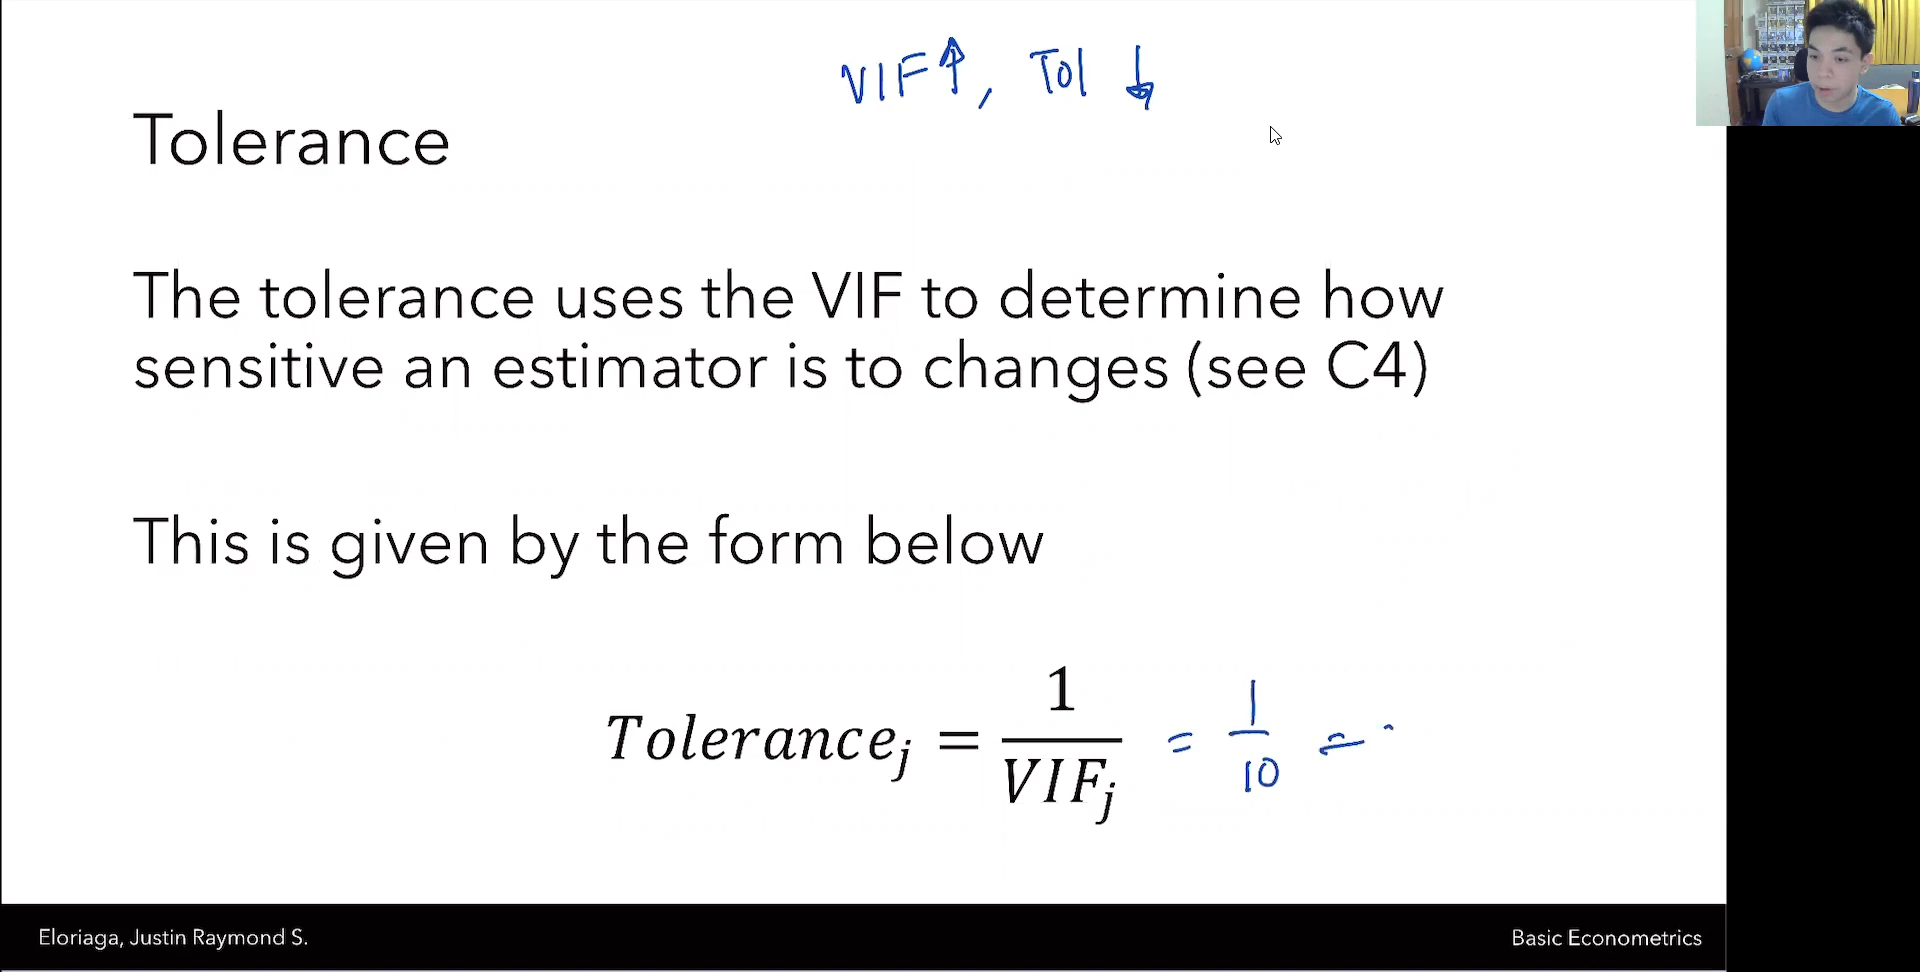 VIF↑, Tol ↓
Tolerance
The tolerance uses the VIF to determine how
sensitive an estimator is to changes (see C4)
This is given by the form below
Tolerance_j = 1/VIF_j = 1/10 =
Eloriaga, Justin Raymond S.
Basic Econometrics